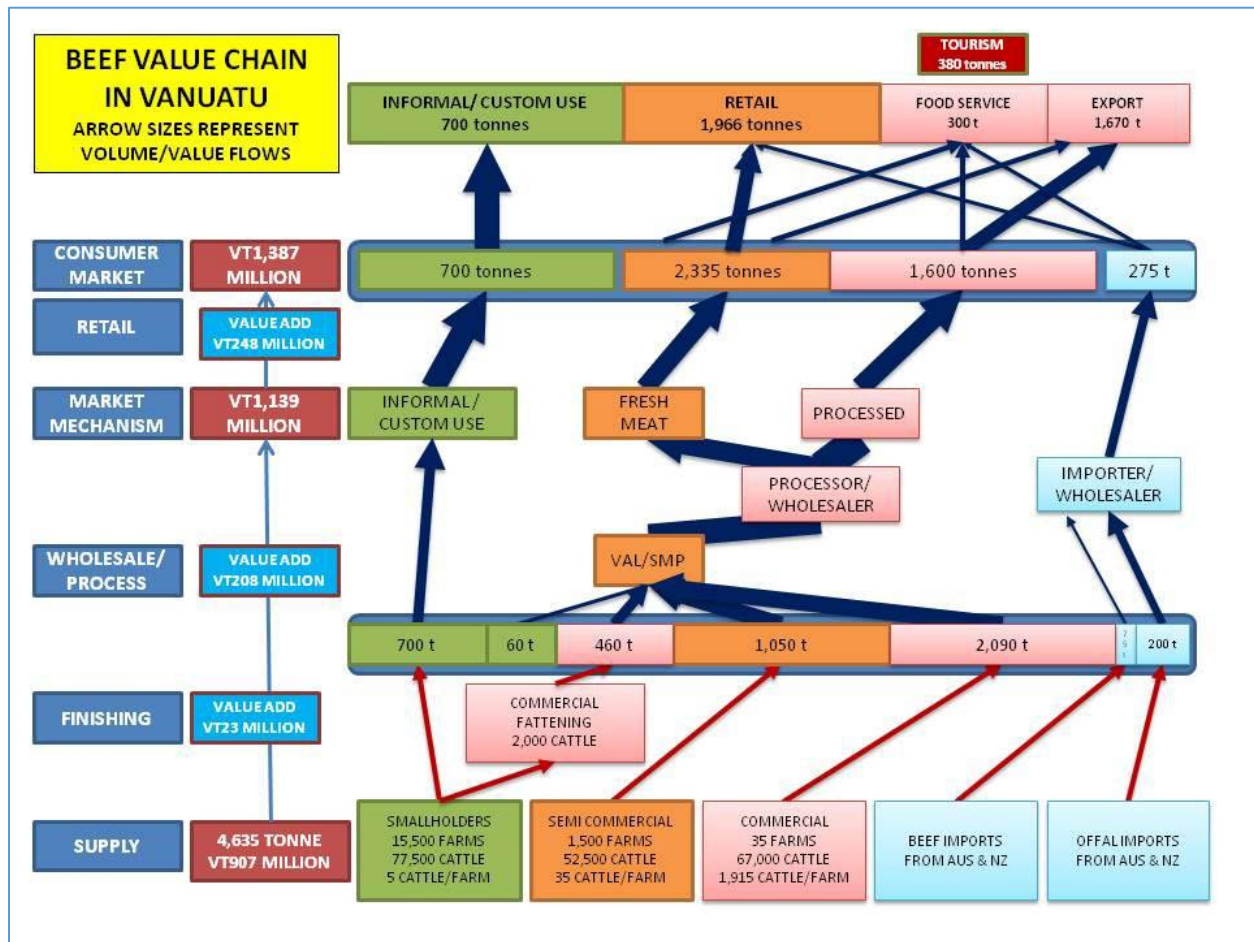 BEEF VALUE CHAIN
IN VANUATU
ARROW SIZES REPRESENT
VOLUME/VALUE FLOWS
TOURISM
380 tonnes
INFORMAL/ CUSTOM USE
700 tonnes
RETAIL
1,966 tonnes
FOOD SERVICE
300 t
EXPORT
1,670 t
CONSUMER
MARKET
VT1,387
MILLION
700 tonnes
2,335 tonnes
1,600 tonnes
275 t
RETAIL
VALUE ADD
VT248 MILLION
MARKET
MECHANISM
VT1,139
MILLION
INFORMAL/
CUSTOM USE
FRESH
MEAT
PROCESSED
PROCESSOR/
WHOLESALER
IMPORTER/
WHOLESALER
WHOLESALE/
PROCESS
VALUE ADD
VT208 MILLION
VAL/SMP
700 t
60 t
460 t
1,050 t
2,090 t
75 t
200 t
FINISHING
VALUE ADD
VT23 MILLION
COMMERCIAL
FATTENING
2,000 CATTLE
SUPPLY
4,635 TONNE
VT907 MILLION
SMALLHOLDERS
15,500 FARMS
77,500 CATTLE
5 CATTLE/FARM
SEMI COMMERCIAL
1,500 FARMS
52,500 CATTLE
35 CATTLE/FARM
COMMERCIAL
35 FARMS
67,000 CATTLE
1,915 CATTLE/FARM
BEEF IMPORTS
FROM AUS & NZ
OFFAL IMPORTS
FROM AUS & NZ